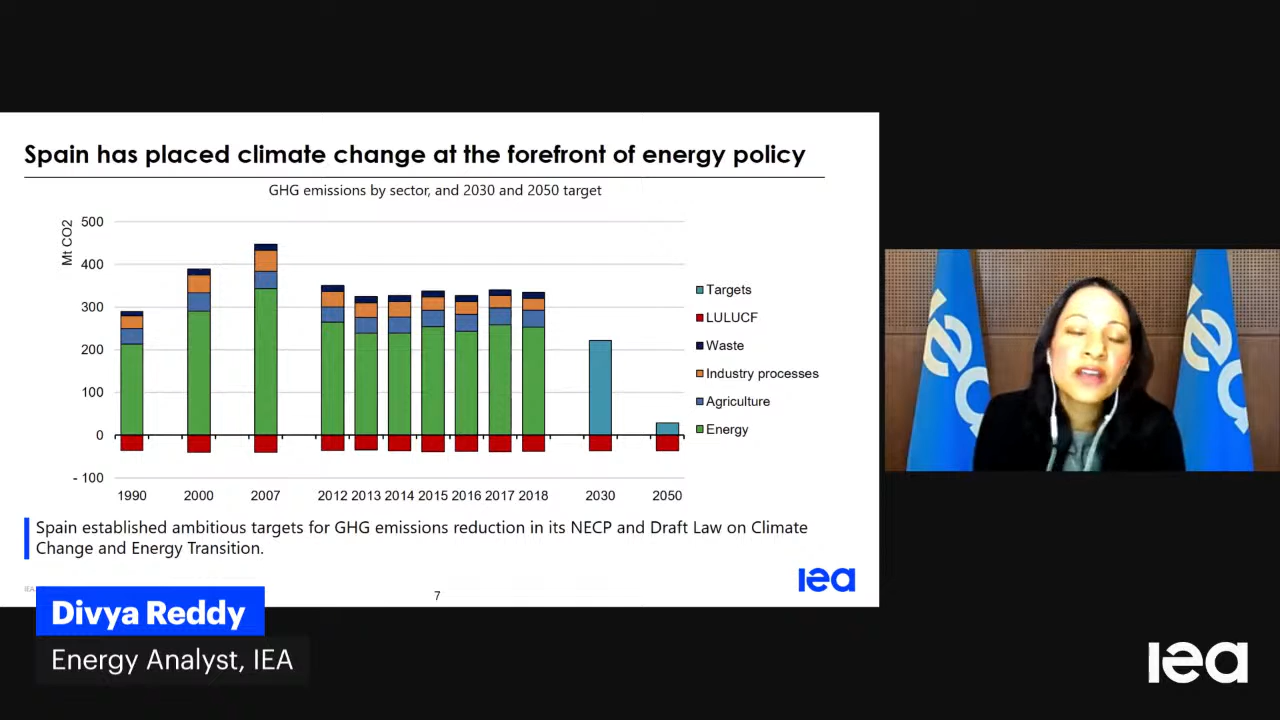 Spain has placed climate change at the forefront of energy policy
GHG emissions by sector, and 2030 and 2050 target
Mt CO2
500
400
300
200
100
0
- 100
1990 2000 2007 2012 2013 2014 2015 2016 2017 2018 2030 2050
Targets
LULUCF
Waste
Industry processes
Agriculture
Energy
Spain established ambitious targets for GHG emissions reduction in its NECP and Draft Law on Climate
Change and Energy Transition.
iea
7
Divya Reddy
Energy Analyst, IEA
iea
iea
iea